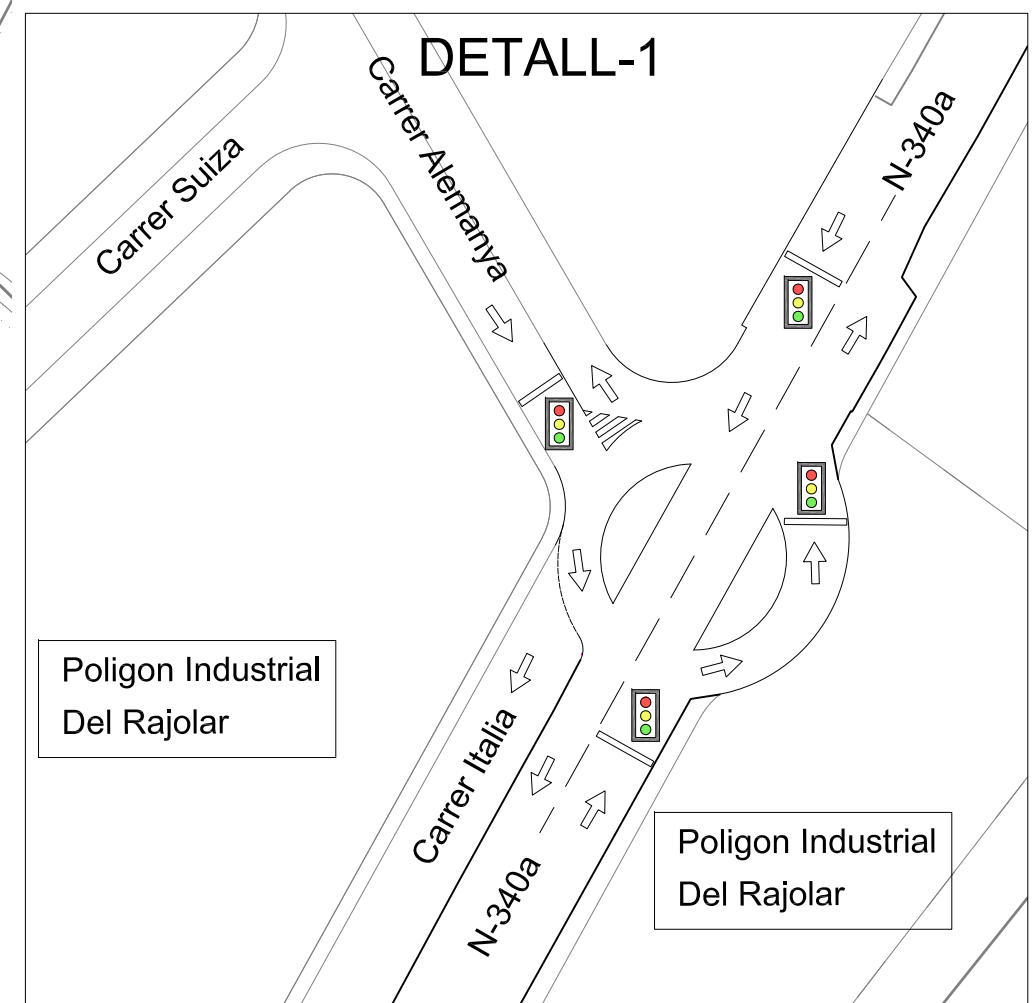 DETALL-1
Carrer Suiza
Carrer Alemanya
N-340a
Poligon Industrial
Del Rajolar
Carrer Italia
N-340a
Poligon Industrial
Del Rajolar